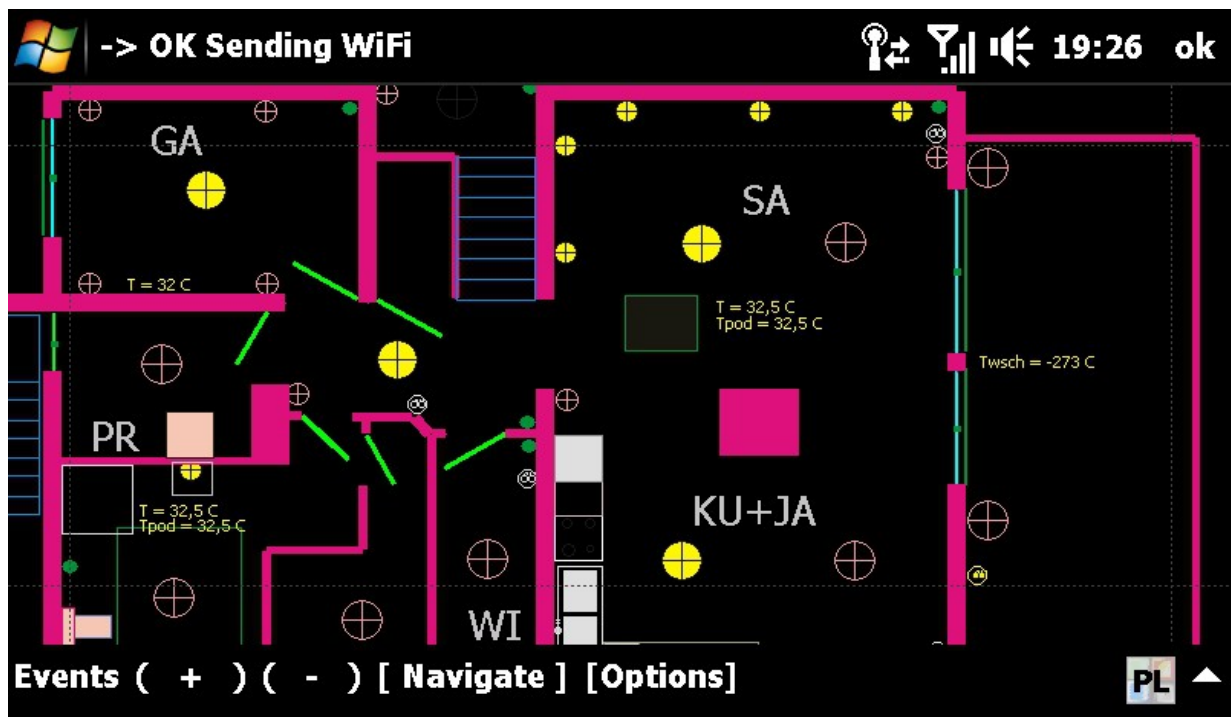 -> OK Sending WiFi 19:26 ok
GA
SA
T = 32 C
T = 32,5 C
Tpod = 32,5 C
Twsch = -273 C
PR
T = 32,5 C
Tpod = 32,5 C
KU+JA
WI
Events ( + ) ( - ) [ Navigate ] [Options]
PL